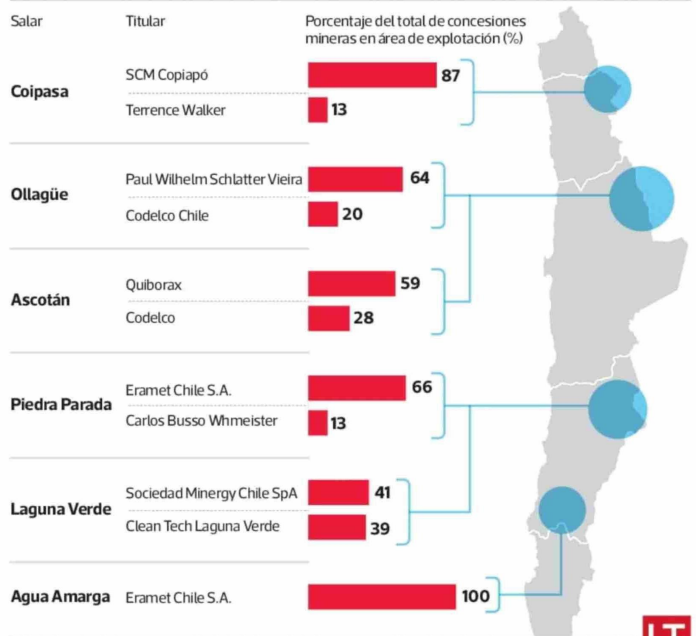 Salar
Titular
Porcentaje del total de concesiones
mineras en área de explotación (%)
Coipasa
SCM Copiapó
87
Terrence Walker
13
Ollagüe
Paul Wilhelm Schlatter Vieira
64
Codelco Chile
20
Ascotán
Quiborax
59
Codelco
28
Piedra Parada
Eramet Chile S.A.
66
Carlos Busso Whmeister
13
Laguna Verde
Sociedad Minergy Chile SpA
41
Clean Tech Laguna Verde
39
Agua Amarga
Eramet Chile S.A.
100
LT